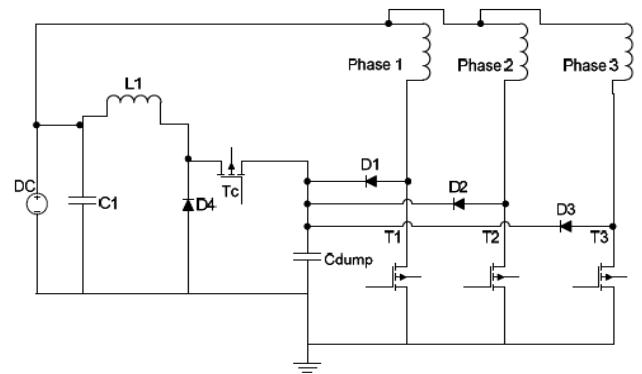 Phase 1
Phase 2
Phase 3
L1
D1
Tc
DC
C1
D4
D2
D3
T1
T2
T3
Cdump